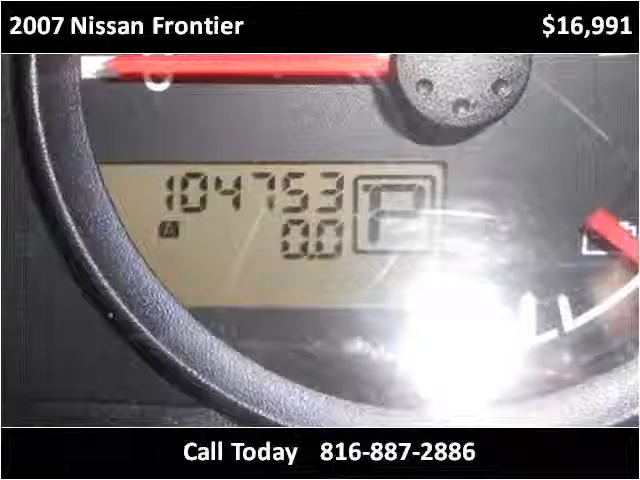 2007 Nissan Frontier $16,991
104753
A 0.0 P
Call Today 816-887-2886